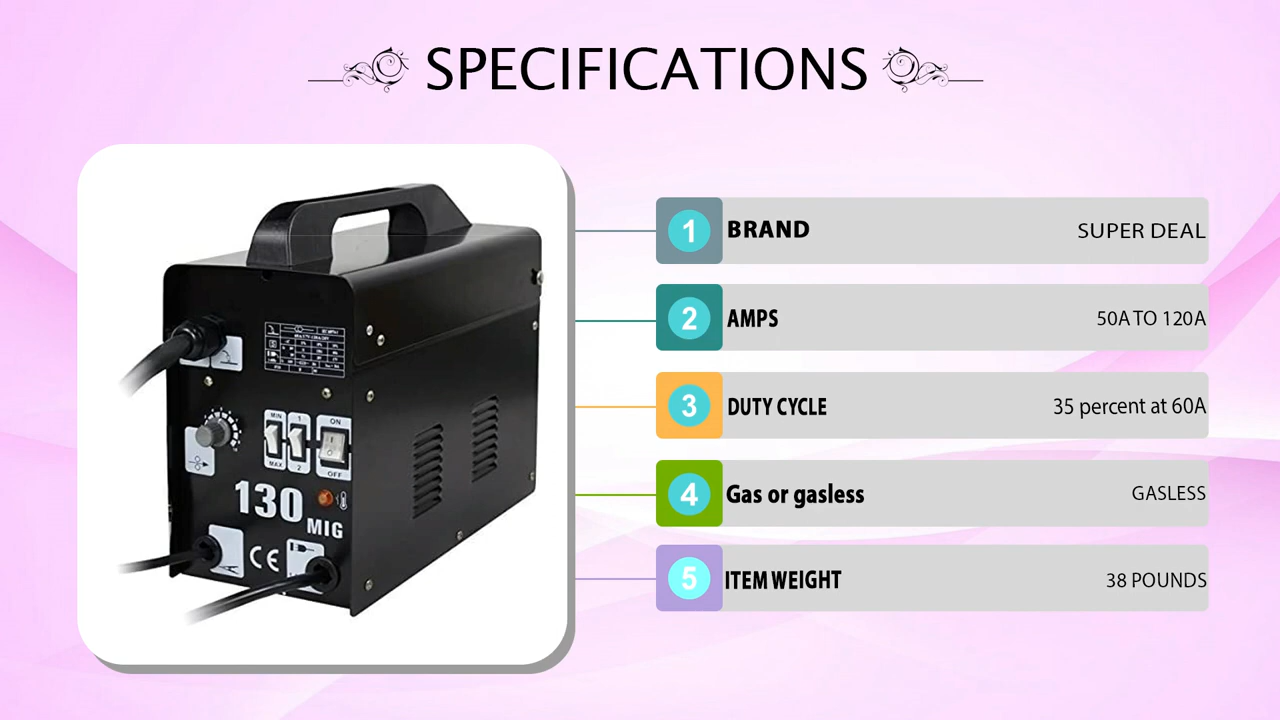 SPECIFICATIONS
1 BRAND SUPER DEAL
2 AMPS 50A TO 120A
3 DUTY CYCLE 35 percent at 60A
4 Gas or gasless GASLESS
5 ITEM WEIGHT 38 POUNDS
MIN 1 ON
MAX 2 OFF
130
MIG
CE